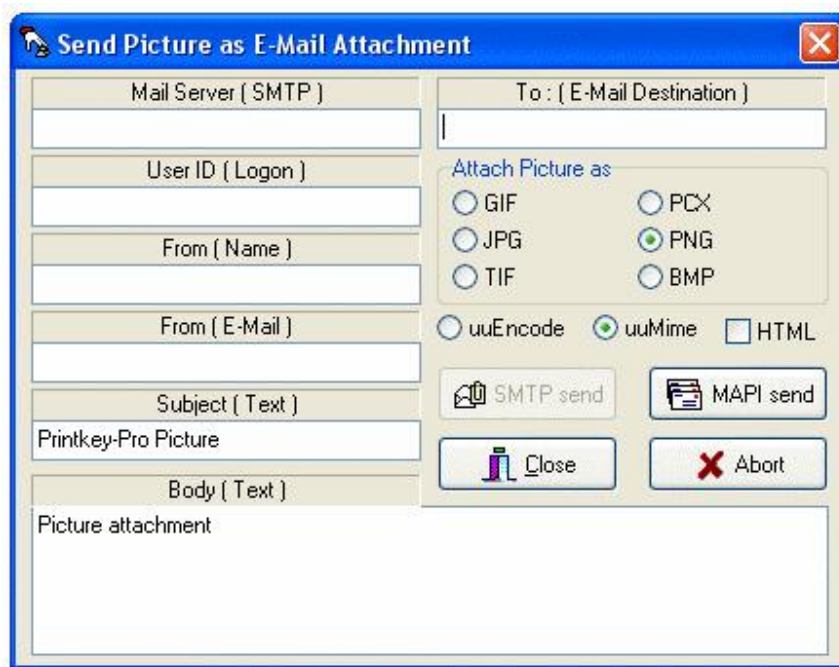 Send Picture as E-Mail Attachment
Mail Server ( SMTP )
To : ( E-Mail Destination )
User ID ( Logon )
Attach Picture as
GIF
PCX
JPG
PNG
TIF
BMP
From ( Name )
From ( E-Mail )
uuEncode
uuMime
HTML
Subject ( Text )
Printkey-Pro Picture
SMTP send
MAPI send
Close
Abort
Body ( Text )
Picture attachment